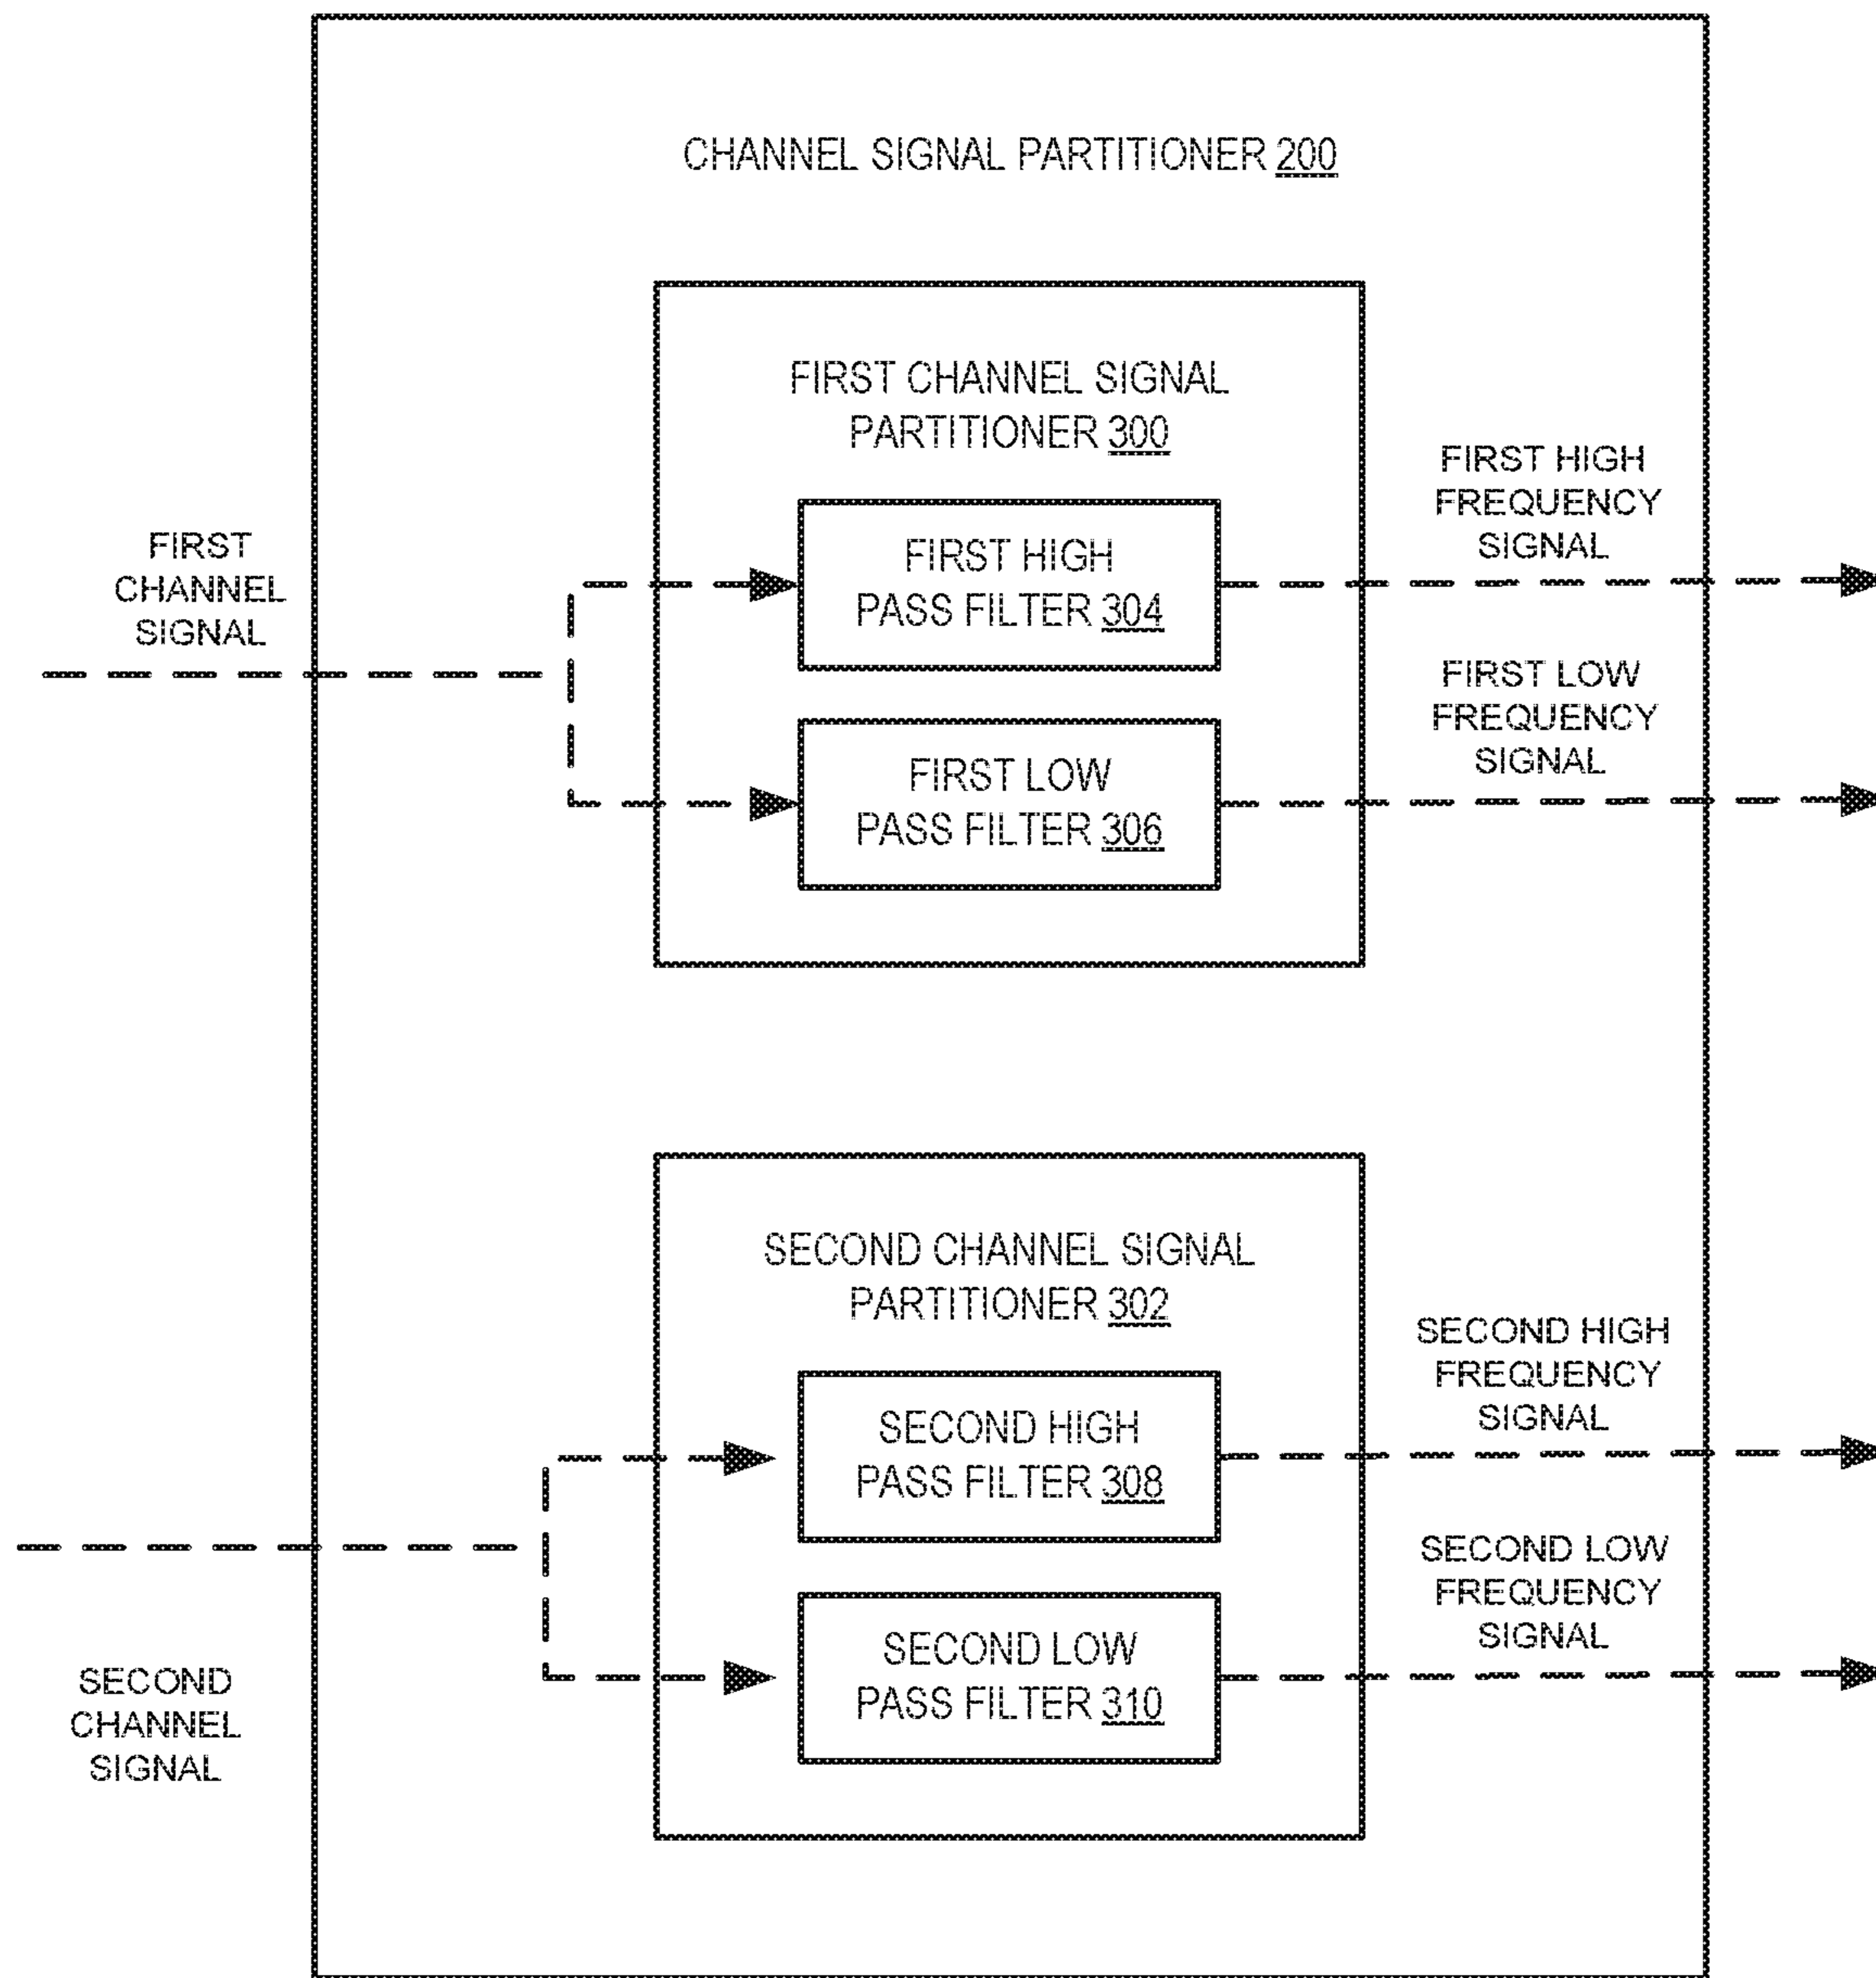 CHANNEL SIGNAL PARTITIONER 200
FIRST CHANNEL SIGNAL
PARTITIONER 300
FIRST
CHANNEL
SIGNAL
FIRST HIGH
PASS FILTER 304
FIRST HIGH
FREQUENCY
SIGNAL
FIRST LOW
PASS FILTER 306
FIRST LOW
FREQUENCY
SIGNAL
SECOND CHANNEL SIGNAL
PARTITIONER 302
SECOND HIGH
PASS FILTER 308
SECOND HIGH
FREQUENCY
SIGNAL
SECOND
CHANNEL
SIGNAL
SECOND LOW
PASS FILTER 310
SECOND LOW
FREQUENCY
SIGNAL